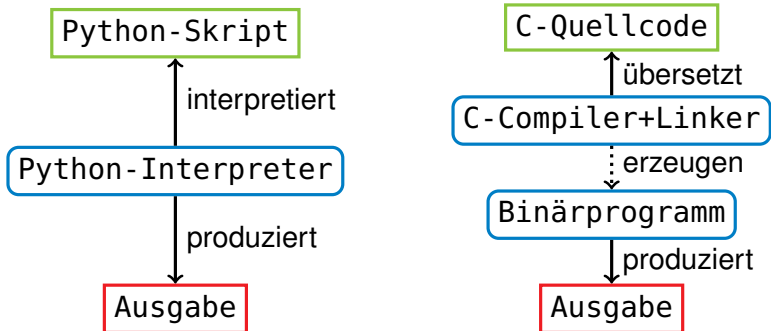 Python-Skript
interpretiert
Python-Interpreter
produziert
Ausgabe
C-Quellcode
übersetzt
C-Compiler+Linker
erzeugen
Binärprogramm
produziert
Ausgabe